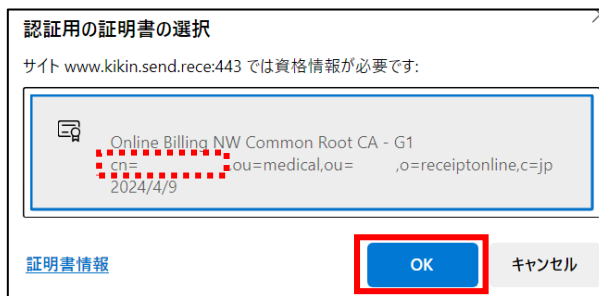 認証用の証明書の選択
サイト www.kikin.send.rece:443 では資格情報が必要です:
Online Billing NW Common Root CA - G1
cn= ,ou=medical,ou= ,o=receiptonline,c=jp
2024/4/9
証明書情報
OK
キャンセル